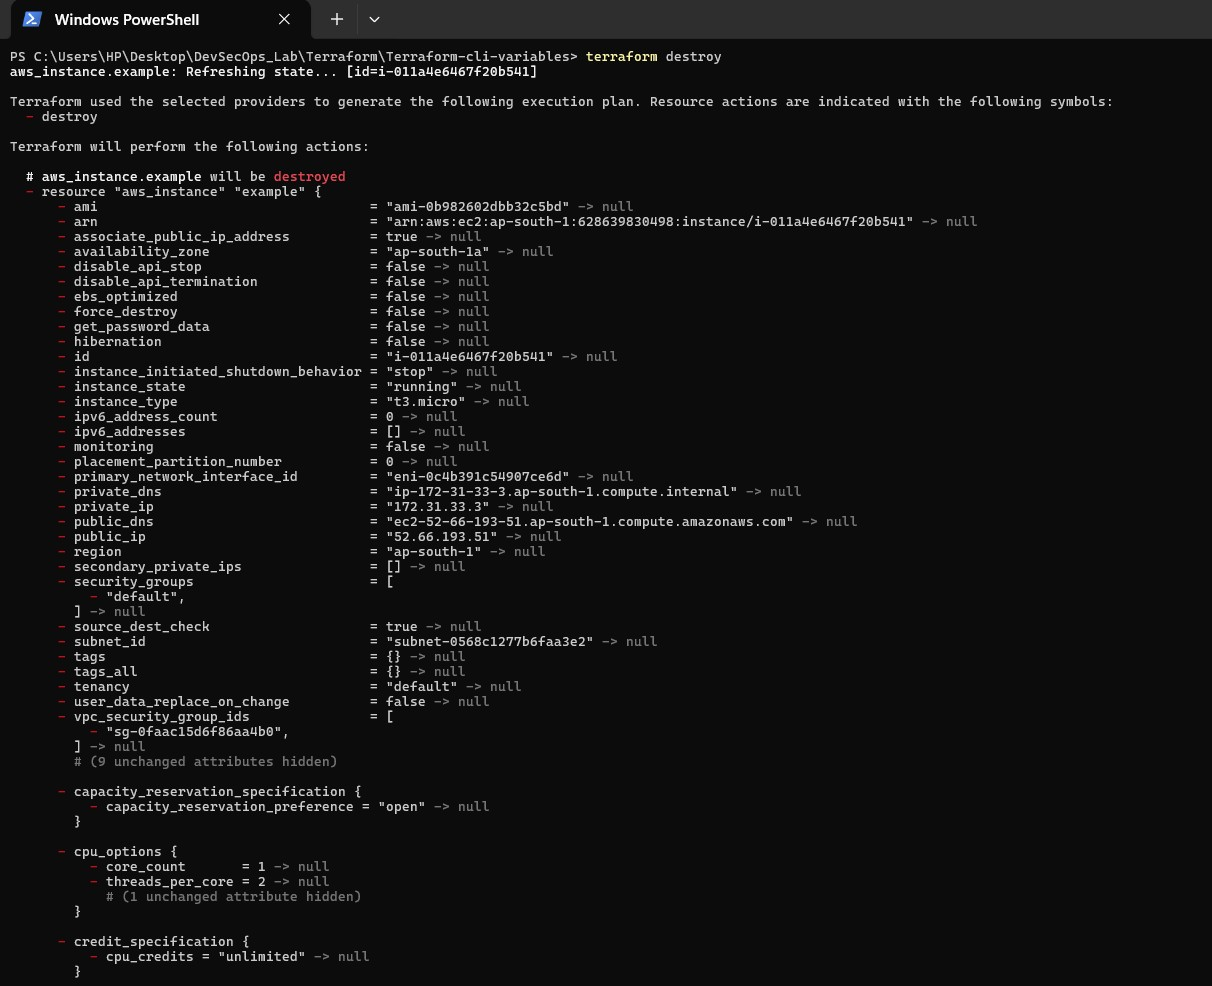 Windows PowerShell
PS C:\Users\HP\Desktop\DevSecOps_Lab\Terraform\Terraform-cli-variables> terraform destroy
aws_instance.example: Refreshing state... [id=i-011a4e6467f20b541]
Terraform used the selected providers to generate the following execution plan. Resource actions are indicated with the following symbols:
  - destroy
Terraform will perform the following actions:
  # aws_instance.example will be destroyed
  - resource "aws_instance" "example" {
      - ami                                  = "ami-0b982602dbb32c5bd" -> null
      - arn                                  = "arn:aws:ec2:ap-south-1:628639830498:instance/i-011a4e6467f20b541" -> null
      - associate_public_ip_address          = true -> null
      - availability_zone                    = "ap-south-1a" -> null
      - disable_api_stop                     = false -> null
      - disable_api_termination              = false -> null
      - ebs_optimized                        = false -> null
      - force_destroy                        = false -> null
      - get_password_data                    = false -> null
      - hibernation                          = false -> null
      - id                                   = "i-011a4e6467f20b541" -> null
      - instance_initiated_shutdown_behavior = "stop" -> null
      - instance_state                       = "running" -> null
      - instance_type                        = "t3.micro" -> null
      - ipv6_address_count                   = 0 -> null
      - ipv6_addresses                       = [] -> null
      - monitoring                           = false -> null
      - placement_partition_number           = 0 -> null
      - primary_network_interface_id         = "eni-0c4b391c54907ce6d" -> null
      - private_dns                          = "ip-172-31-33-3.ap-south-1.compute.internal" -> null
      - private_ip                           = "172.31.33.3" -> null
      - public_dns                           = "ec2-52-66-193-51.ap-south-1.compute.amazonaws.com" -> null
      - public_ip                            = "52.66.193.51" -> null
      - region                               = "ap-south-1" -> null
      - secondary_private_ips                = [] -> null
      - security_groups                      = [
          - "default",
        ] -> null
      - source_dest_check                    = true -> null
      - subnet_id                            = "subnet-0568c1277b6faa3e2" -> null
      - tags                                 = {} -> null
      - tags_all                             = {} -> null
      - tenancy                              = "default" -> null
      - user_data_replace_on_change          = false -> null
      - vpc_security_group_ids               = [
          - "sg-0faac15d6f86aa4b0",
        ] -> null
        # (9 unchanged attributes hidden)
      - capacity_reservation_specification {
          - capacity_reservation_preference = "open" -> null
        }
      - cpu_options {
          - core_count       = 1 -> null
          - threads_per_core = 2 -> null
            # (1 unchanged attribute hidden)
        }
      - credit_specification {
          - cpu_credits = "unlimited" -> null
        }